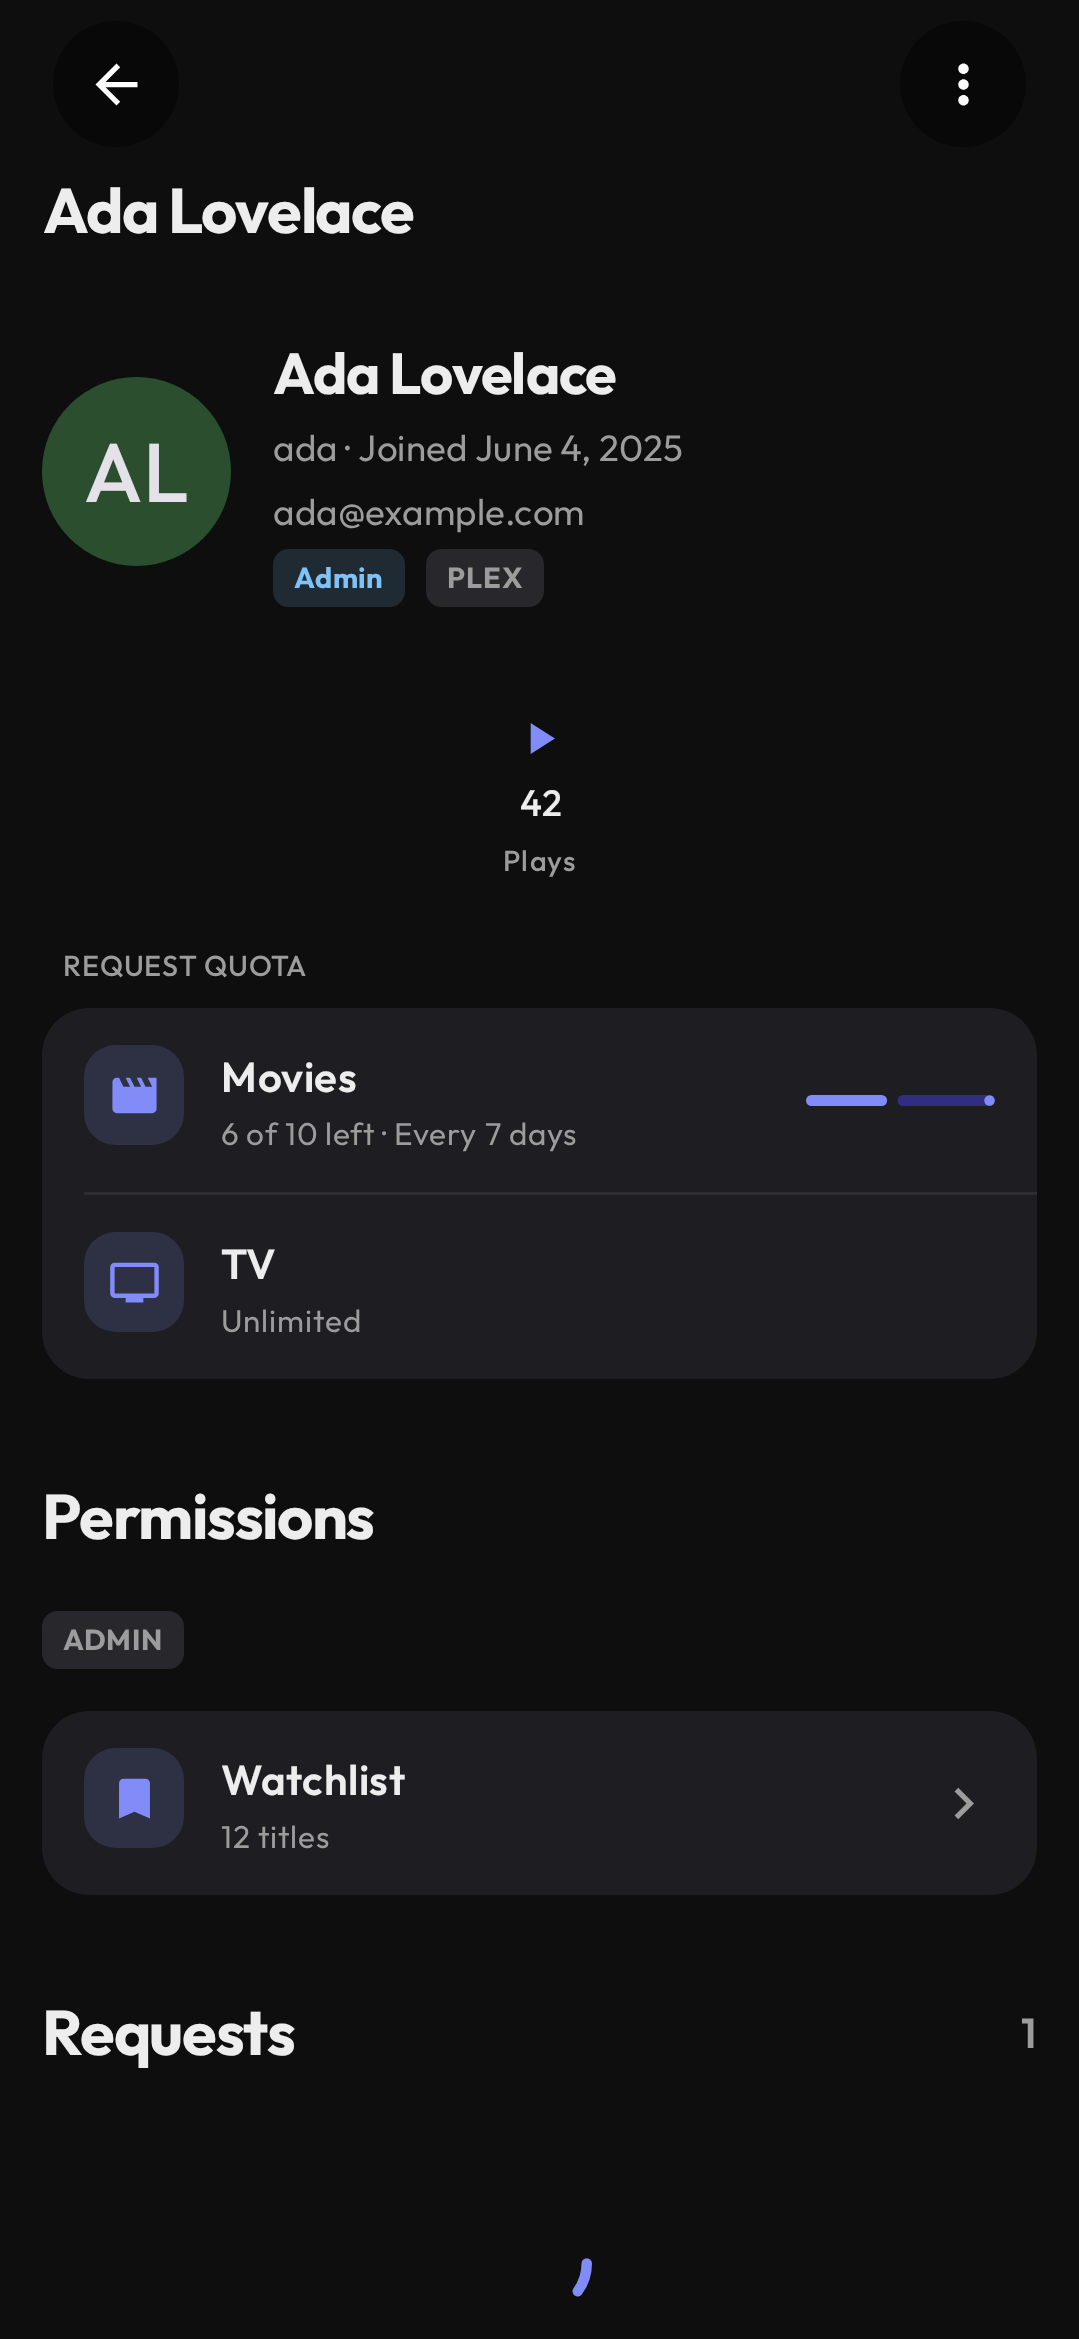 Ada Lovelace
Ada Lovelace
ada · Joined June 4, 2025
ada@example.com
Admin PLEX
AL
42
Plays
REQUEST QUOTA
Movies
6 of 10 left · Every 7 days
TV
Unlimited
Permissions
ADMIN
Watchlist
12 titles
Requests 1